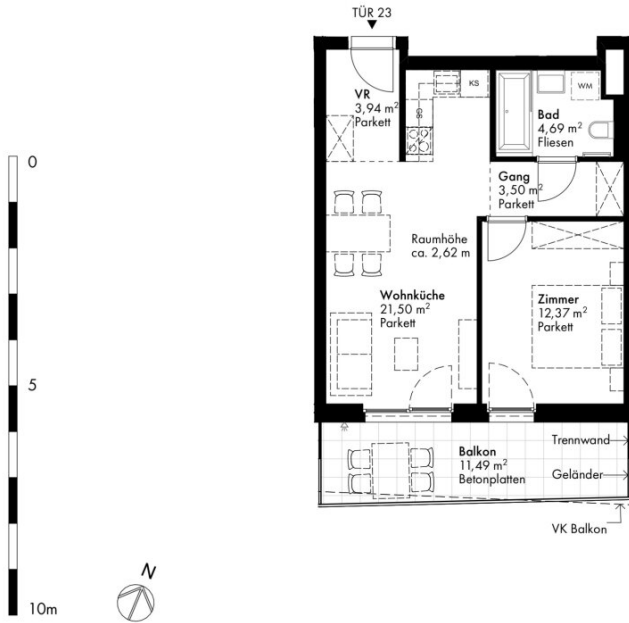 TÜR 23
VR
3,94 m²
Parkett
KS
GS
WM
Bad
4,69 m²
Fliesen
Gang
3,50 m²
Parkett
Raumhöhe
ca. 2,62 m
Wohnküche
21,50 m²
Parkett
Zimmer
12,37 m²
Parkett
Balkon
11,49 m²
Betonplatten
Trennwand
Geländer
VK Balkon
0
5
10m
N